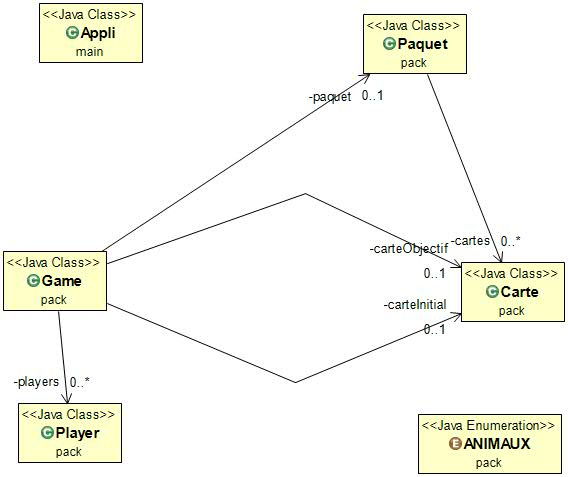 <<Java Class>>
Appli
main
<<Java Class>>
Paquet
pack
-paquet 0..1
-carteObjectif
0..1
-cartes 0..*
<<Java Class>>
Game
pack
<<Java Class>>
Carte
pack
-carteInitial
0..1
-players 0..*
<<Java Class>>
Player
pack
<<Java Enumeration>>
ANIMAUX
pack